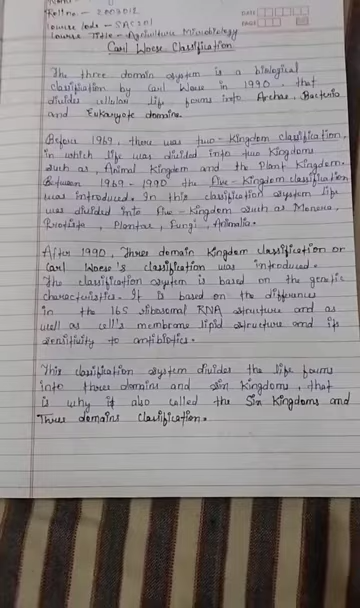 Roll no - 2003012
Course code - SAC301
DATE
Course Title - Agriculture Microbiology
PAGE
Carl Woese Classification
The three domain system is a biological
classification by Carl Woese in 1990, that
divides cellular life forms into Archae, Bacteria
and Eukaryote domains.
Before 1969, there was two-kingdom classification,
in which life was divided into two kingdoms
such as, Animal Kingdom and the Plant Kingdom.
Between 1969 - 1990 the Five-Kingdom classification
was introduced. In this classification system life
was divided into five-kingdom such as Monera,
Protista, Plantae, Fungi, Animalia.
After 1990, Three domain Kingdom classification or
Carl Woese's classification was introduced.
The classification system is based on the genetic
characteristics. It is based on the difference
in the 16S ribosomal RNA structure and as
well as cell's membrane lipid structure and its
sensitivity to antibiotics.
This classification system divides the life forms
into three domains and six kingdoms, that
is why it also called the Six Kingdoms and
Three domains Classification.